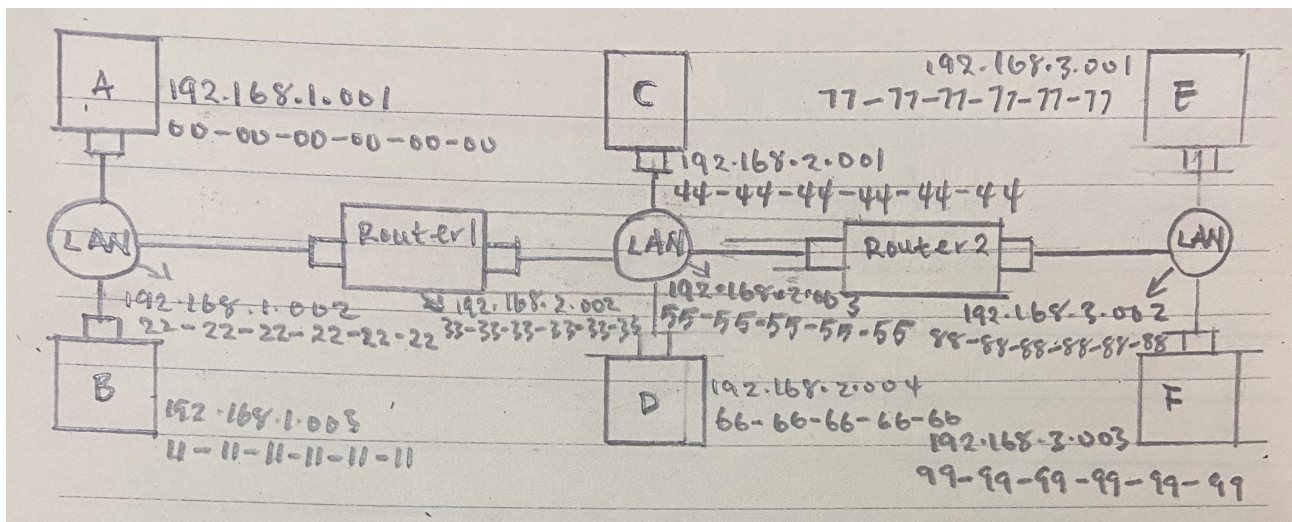 A
192.168.1.001
00-00-00-00-00-00
C
192.168.2.001
44-44-44-44-44-44
192.168.3.001
77-77-77-77-77-77
E
LAN
Router1
LAN
Router2
LAN
192.168.1.002
22-22-22-22-22-22
192.168.2.002
33-33-33-33-33-33
192.168.2.003
55-55-55-55-55
192.168.3.002
88-88-88-88-88-88
B
192.168.1.003
11-11-11-11-11-11
D
192.168.2.004
66-66-66-66-66
192.168.3.003
99-99-99-99-99-99
F